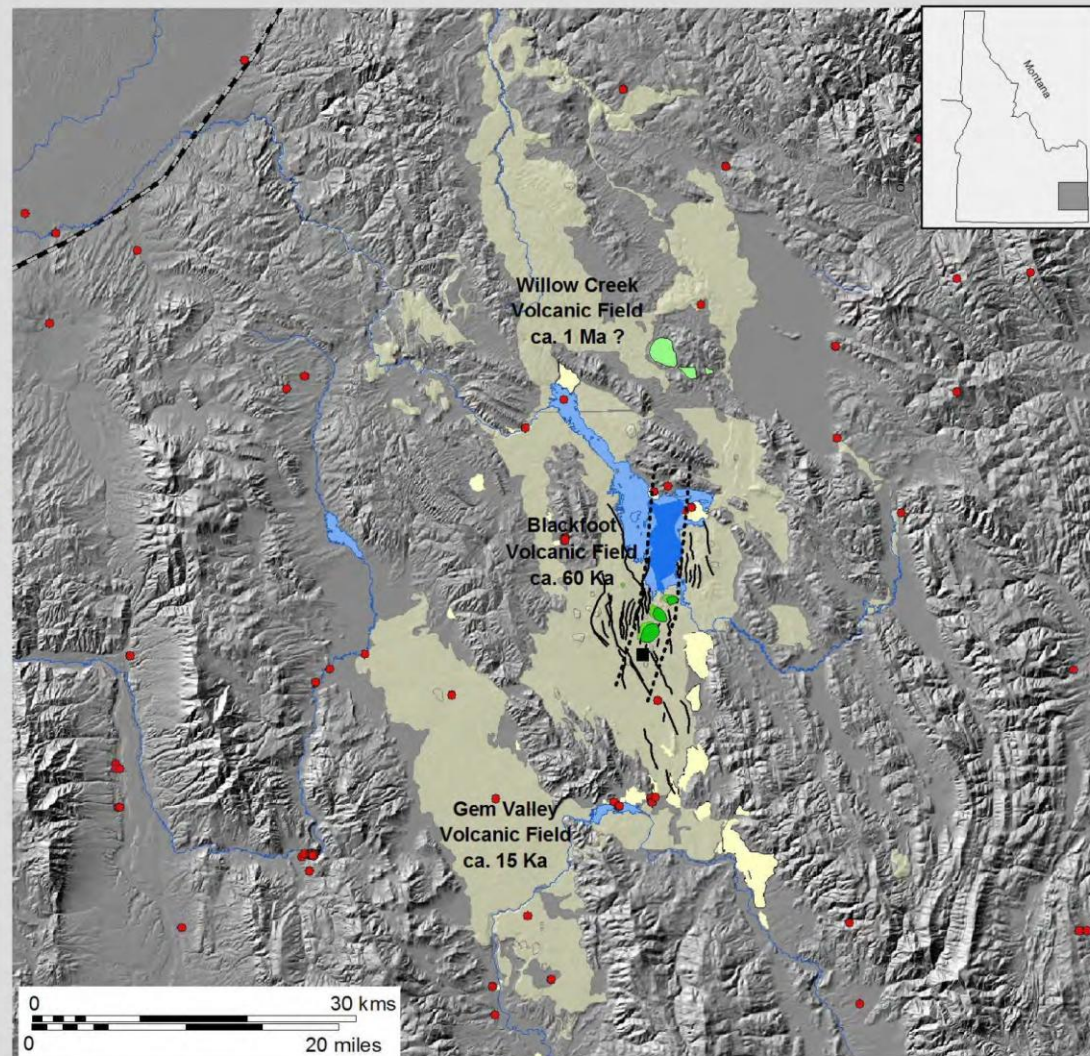 Montana
Willow Creek
Volcanic Field
ca. 1 Ma ?
Blackfoot
Volcanic Field
ca. 60 Ka
Gem Valley
Volcanic Field
ca. 15 Ka
0 30 kms
0 20 miles